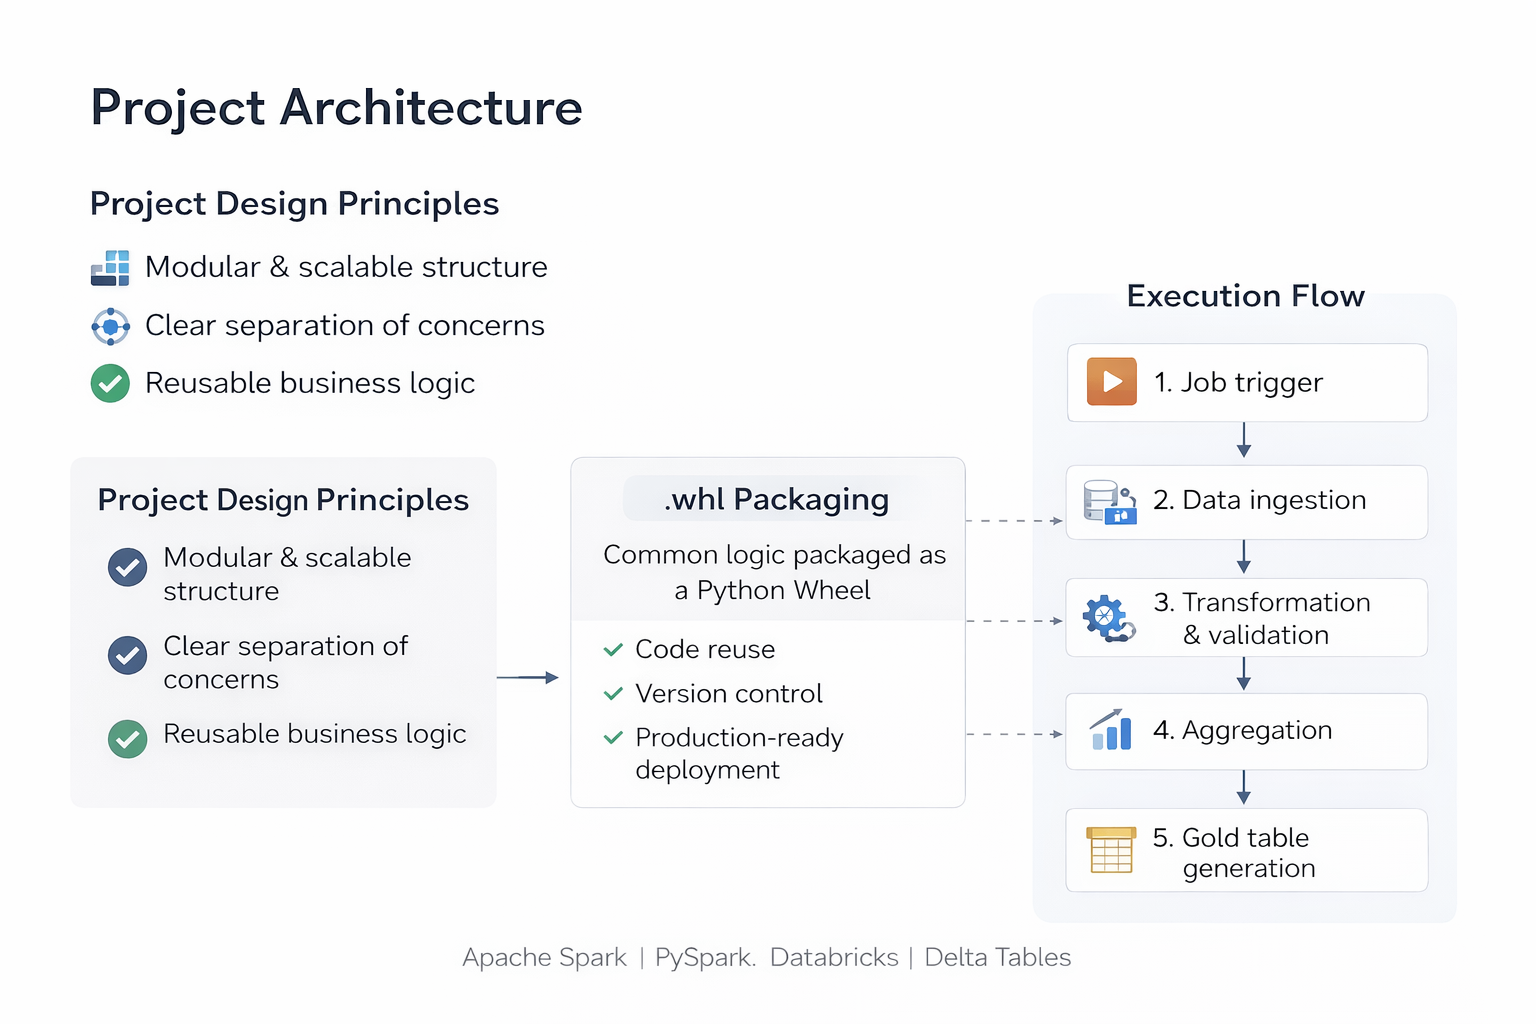 Project Architecture
Project Design Principles
Modular & scalable structure
Clear separation of concerns
Reusable business logic
Project Design Principles
Modular & scalable
structure
Clear separation of
concerns
Reusable business logic
.whl Packaging
Common logic packaged as
a Python Wheel
Code reuse
Version control
Production-ready
deployment
Execution Flow
1. Job trigger
2. Data ingestion
3. Transformation
& validation
4. Aggregation
5. Gold table
generation
Apache Spark | PySpark. Databricks | Delta Tables